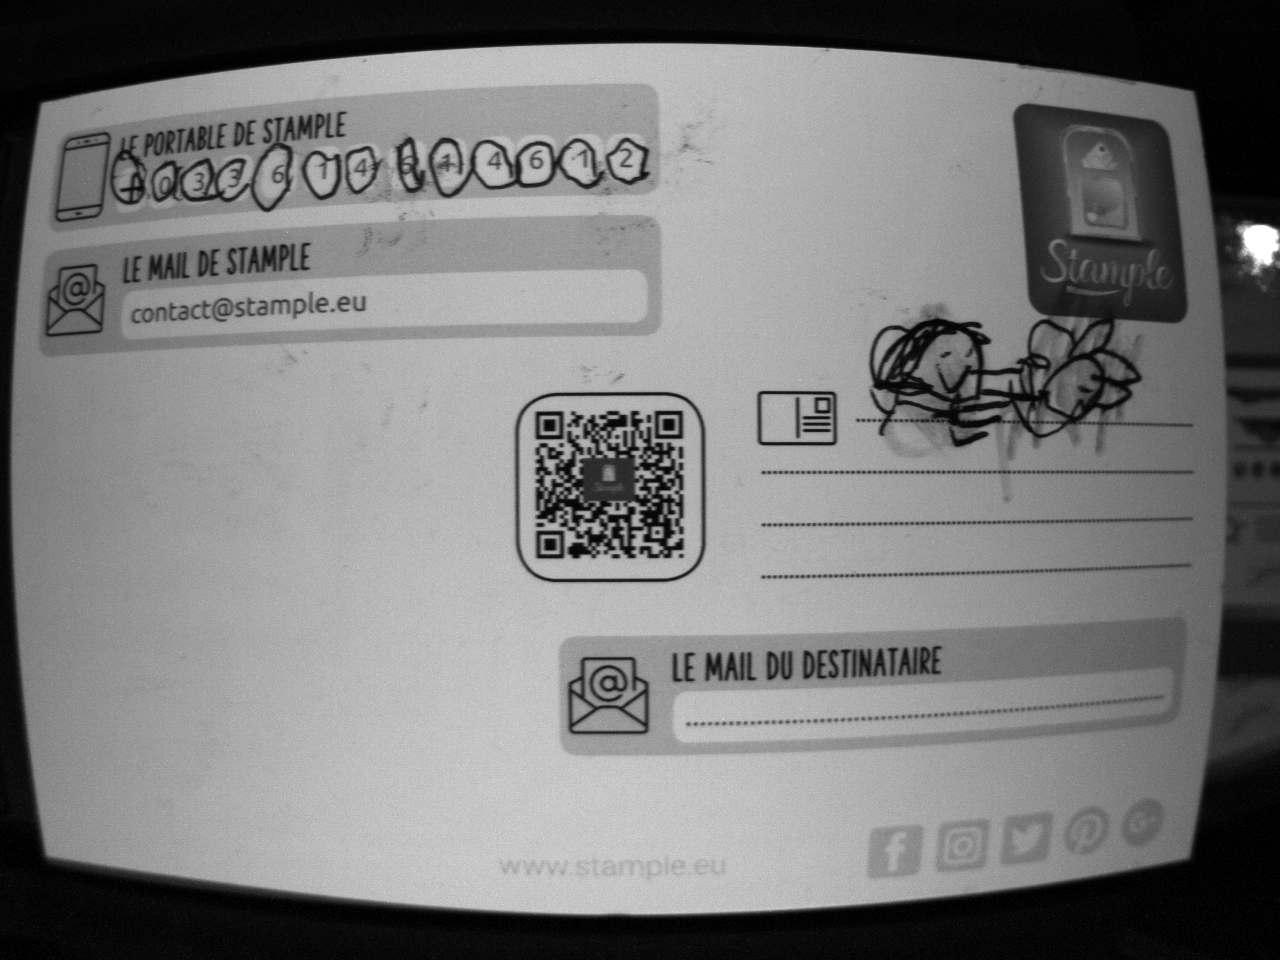 LE PORTABLE DE STAMPLE
+ 0 3 3 6 1 4 6 1 4 6 1 2
LE MAIL DE STAMPLE
contact@stample.eu
Stample
LE MAIL DU DESTINATAIRE
www.stample.eu